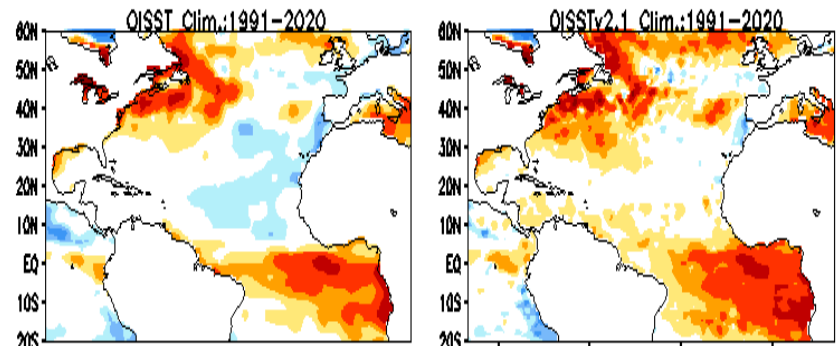 OISST Clim.:1991-2020
60N
50N
40N
30N
20N
10N
EQ
10S
20S
OISSTv2.1 Clim.:1991-2020
60N
50N
40N
30N
20N
10N
EQ
10S
20S